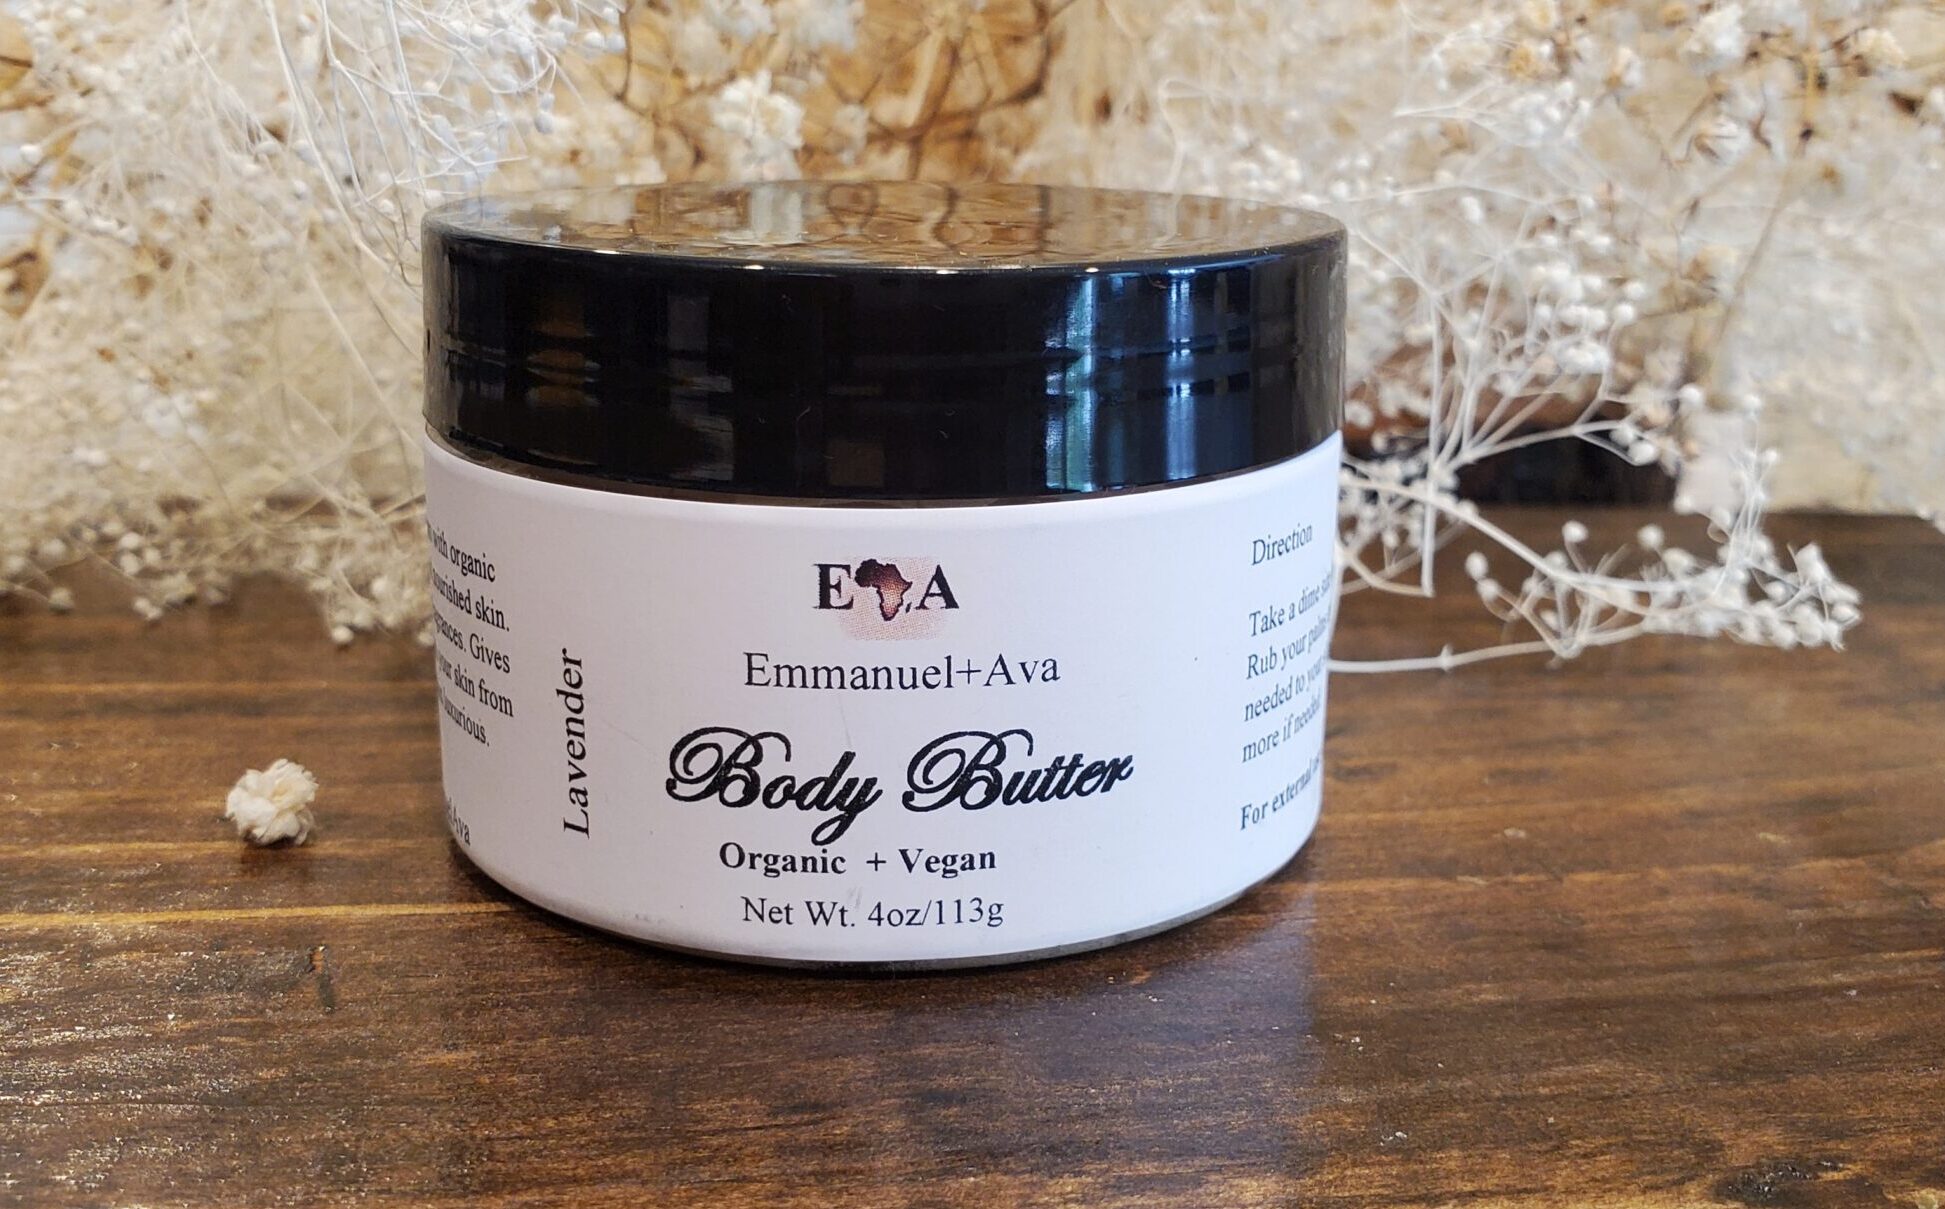 with organic
nourished skin.
Gives
your skin from
luxurious.
Lavender
E A
Emmanuel+Ava
Body Butter
Organic + Vegan
Net Wt. 4oz/113g
Direction
Take a dime
Rub your
needed to
more if needed
For external